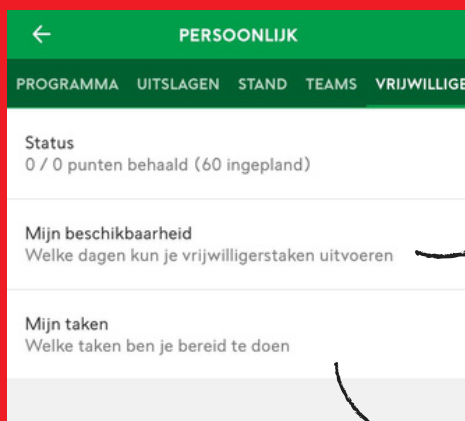 PERSOONLIJK
PROGRAMMA UITSLAGEN STAND TEAMS VRIJWILLIGE
Status
0 / 0 punten behaald (60 ingepland)
Mijn beschikbaarheid
Welke dagen kun je vrijwilligerstaken uitvoeren
Mijn taken
Welke taken ben je bereid te doen